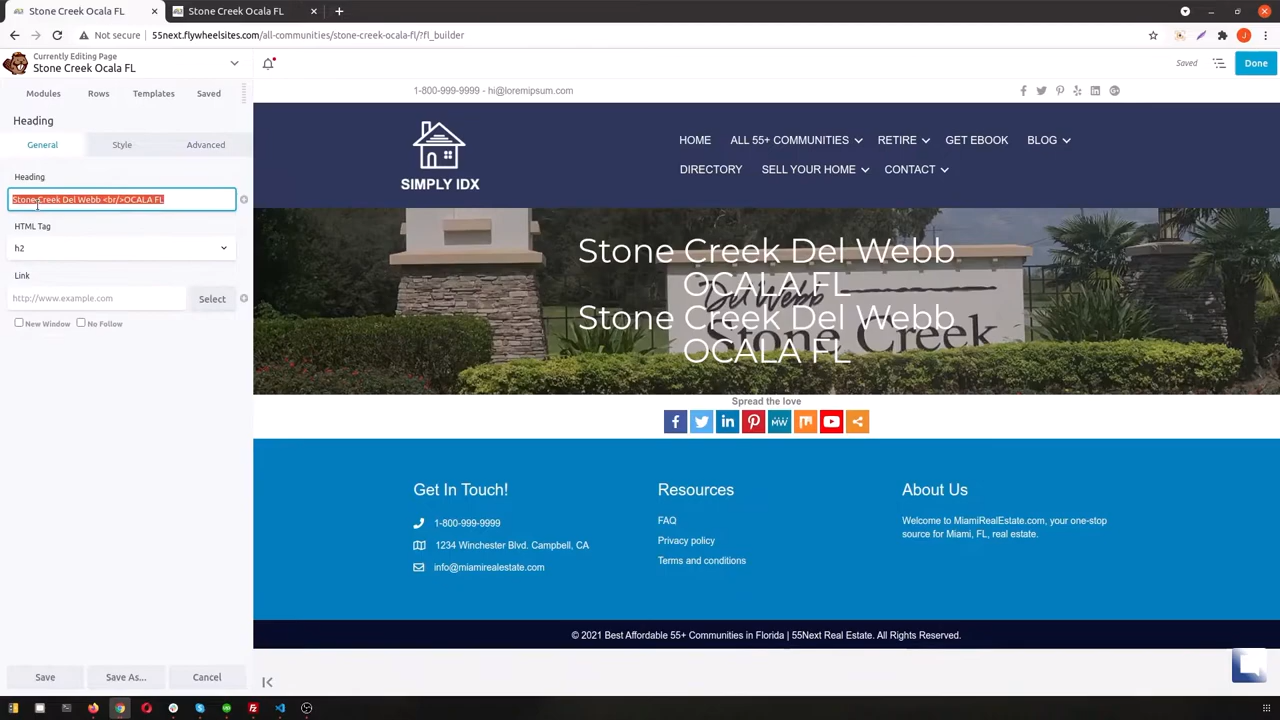 Stone Creek Ocala FL
Stone Creek Ocala FL
Not secure
55next.flywheelsites.com/all-communities/stone-creek-ocala-fl/?fl_builder
J
Currently Editing Page
Stone Creek Ocala FL
Saved
Done
Modules
Rows
Templates
Saved
Heading
General
Style
Advanced
Heading
Stone Creek Del Webb <br/>OCALA FL
HTML Tag
h2
Link
http://www.example.com
Select
New Window
No Follow
Save
Save As...
Cancel
1-800-999-9999 - hi@loremipsum.com
SIMPLY IDX
HOME
ALL 55+ COMMUNITIES
RETIRE
GET EBOOK
BLOG
DIRECTORY
SELL YOUR HOME
CONTACT
Stone Creek Del Webb
OCALA FL
Stone Creek Del Webb
OCALA FL
Del Webb
Stone Creek
Spread the love
MW
Get In Touch!
1-800-999-9999
1234 Winchester Blvd. Campbell, CA
info@miamirealestate.com
Resources
FAQ
Privacy policy
Terms and conditions
About Us
Welcome to MiamiRealEstate.com, your one-stop
source for Miami, FL, real estate.
© 2021 Best Affordable 55+ Communities in Florida | 55Next Real Estate. All Rights Reserved.